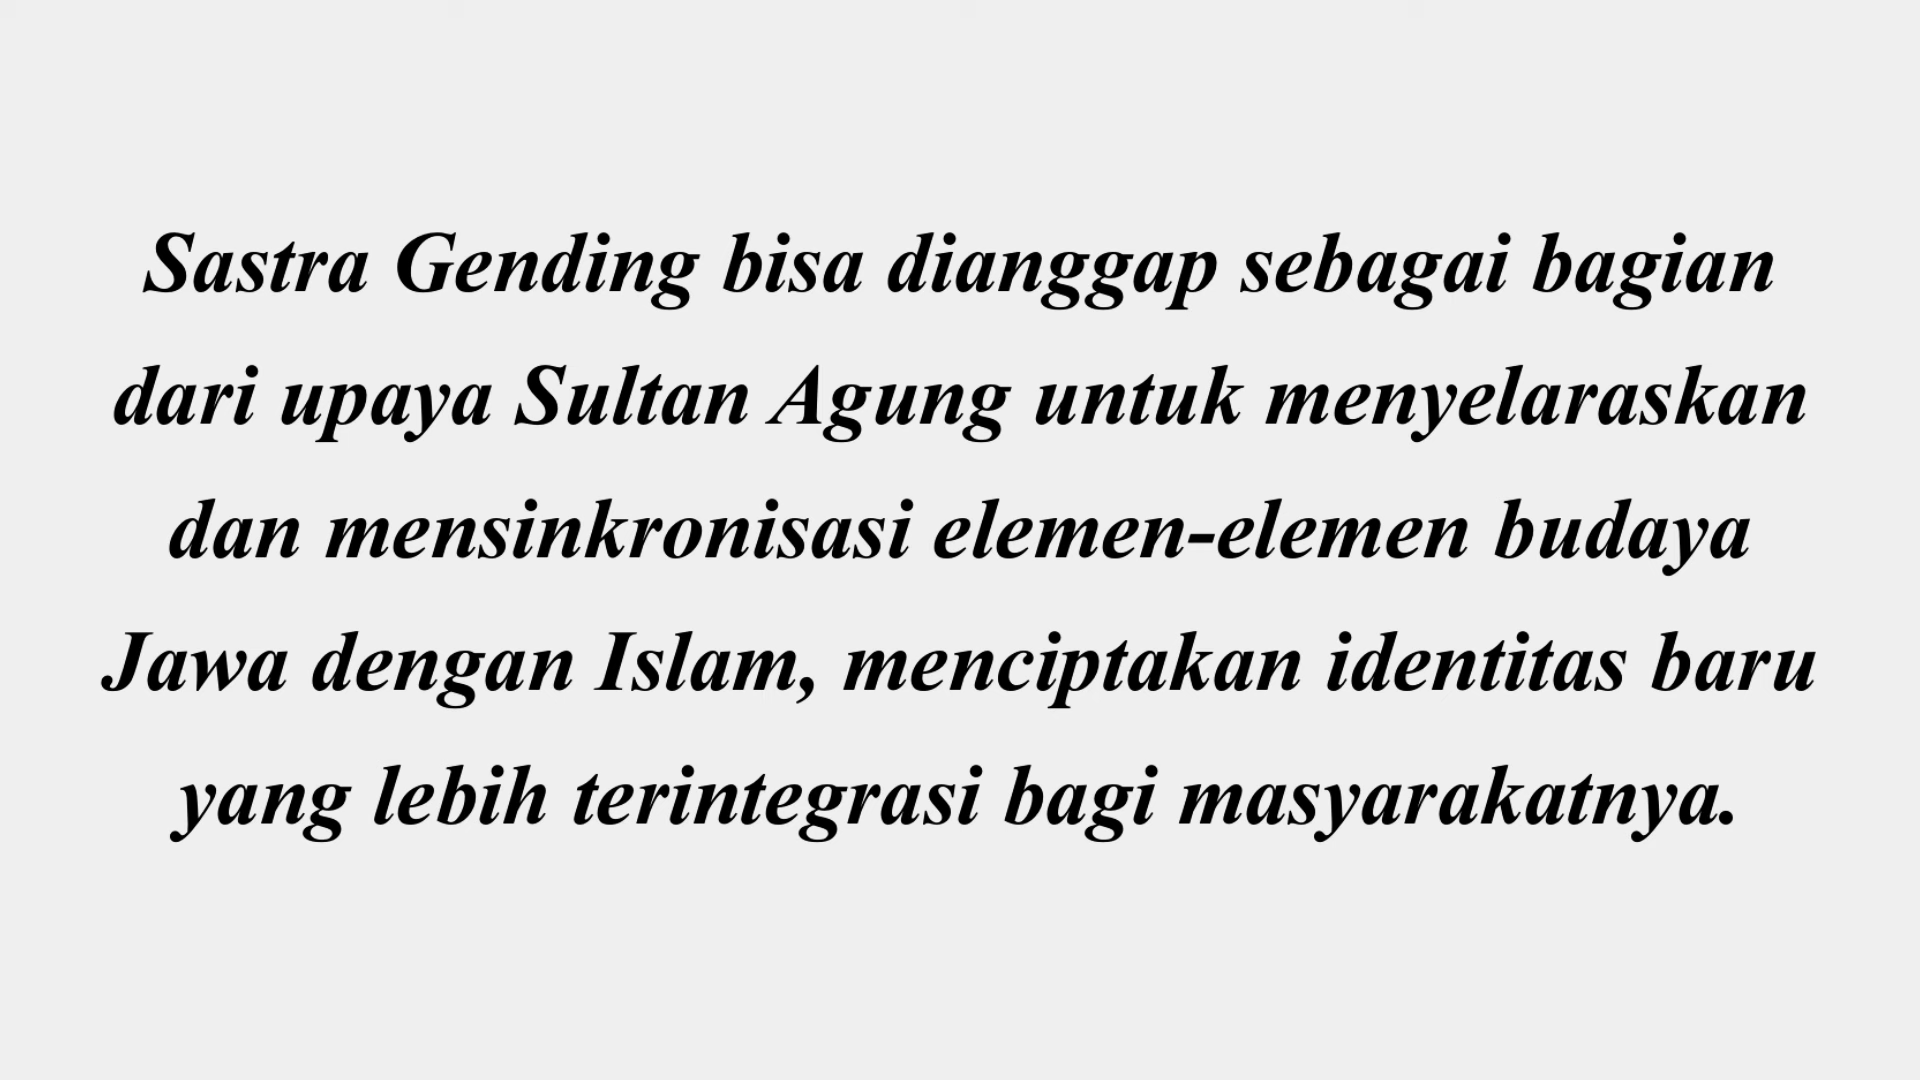 Sastra Gending bisa dianggap sebagai bagian
dari upaya Sultan Agung untuk menyelaraskan
dan mensinkronisasi elemen-elemen budaya
Jawa dengan Islam, menciptakan identitas baru
yang lebih terintegrasi bagi masyarakatnya.